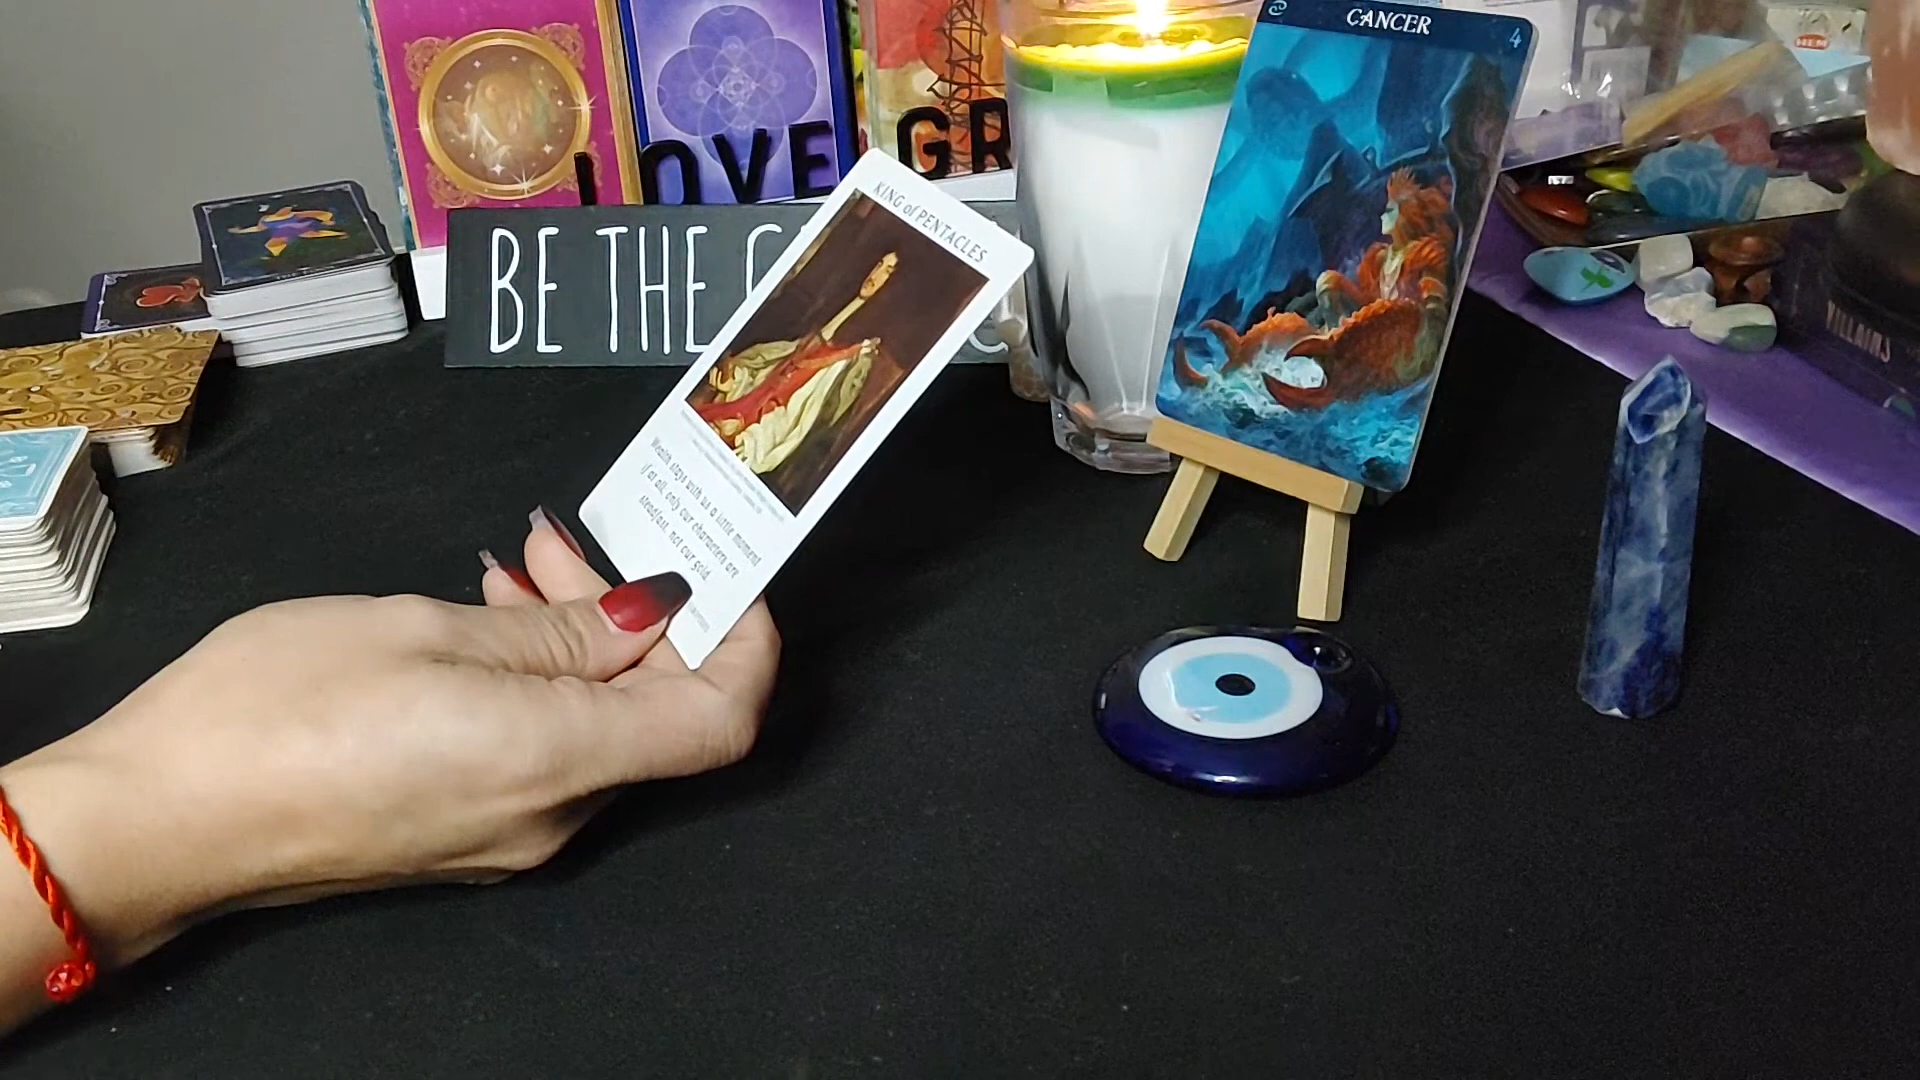 CANCER
4
LOVE
GR
BE THE
KING of PENTACLES
Wealth stays with us a little moment
if at all, only our characters are
steadfast, not our gold
VILLAINS
HEM